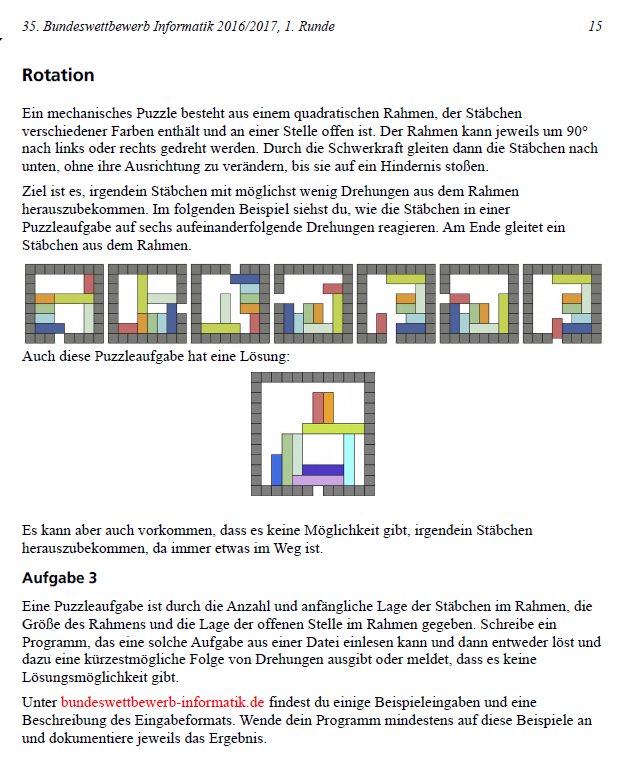 35. Bundeswettbewerb Informatik 2016/2017, 1. Runde 15
Rotation
Ein mechanisches Puzzle besteht aus einem quadratischen Rahmen, der Stäbchen
verschiedener Farben enthält und an einer Stelle offen ist. Der Rahmen kann jeweils um 90°
nach links oder rechts gedreht werden. Durch die Schwerkraft gleiten dann die Stäbchen nach
unten, ohne ihre Ausrichtung zu verändern, bis sie auf ein Hindernis stoßen.
Ziel ist es, irgendein Stäbchen mit möglichst wenig Drehungen aus dem Rahmen
herauszubekommen. Im folgenden Beispiel siehst du, wie die Stäbchen in einer
Puzzleaufgabe auf sechs aufeinanderfolgende Drehungen reagieren. Am Ende gleitet ein
Stäbchen aus dem Rahmen.
Auch diese Puzzleaufgabe hat eine Lösung:
Es kann aber auch vorkommen, dass es keine Möglichkeit gibt, irgendein Stäbchen
herauszubekommen, da immer etwas im Weg ist.
Aufgabe 3
Eine Puzzleaufgabe ist durch die Anzahl und anfängliche Lage der Stäbchen im Rahmen, die
Größe des Rahmens und die Lage der offenen Stelle im Rahmen gegeben. Schreibe ein
Programm, das eine solche Aufgabe aus einer Datei einlesen kann und dann entweder löst und
dazu eine kürzestmögliche Folge von Drehungen ausgibt oder meldet, dass es keine
Lösungsmöglichkeit gibt.
Unter bundeswettbewerb-informatik.de findest du einige Beispieleingaben und eine
Beschreibung des Eingabeformats. Wende dein Programm mindestens auf diese Beispiele an
und dokumentiere jeweils das Ergebnis.